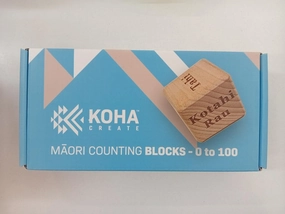 KOHA
CREATE
Tahi
Kotahi
Rau
MĀORI COUNTING BLOCKS - 0 to 100